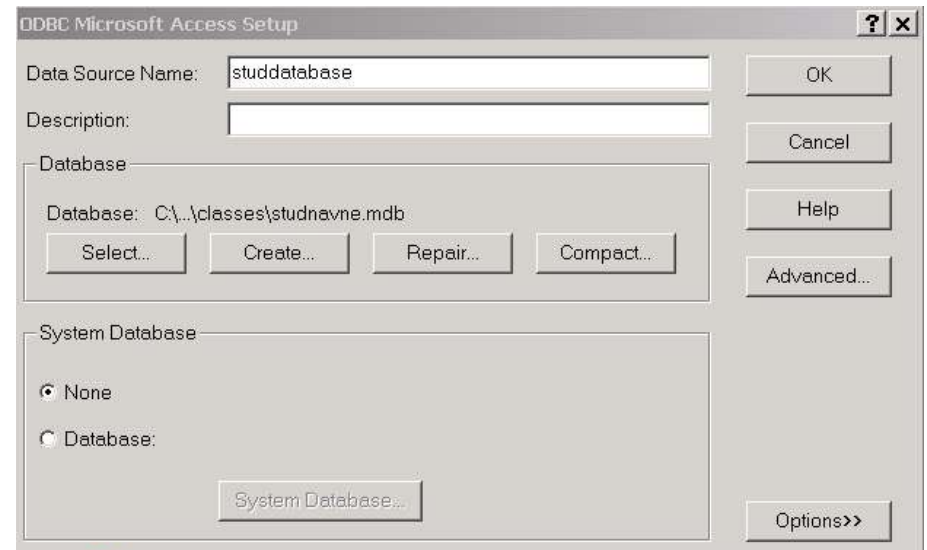 ODBC Microsoft Access Setup
Data Source Name: studdatabase
OK
Description:
Cancel
Database
Database: C:\...\classes\studnavne.mdb
Help
Select... Create... Repair... Compact...
Advanced...
System Database
None
Database:
System Database...
Options>>